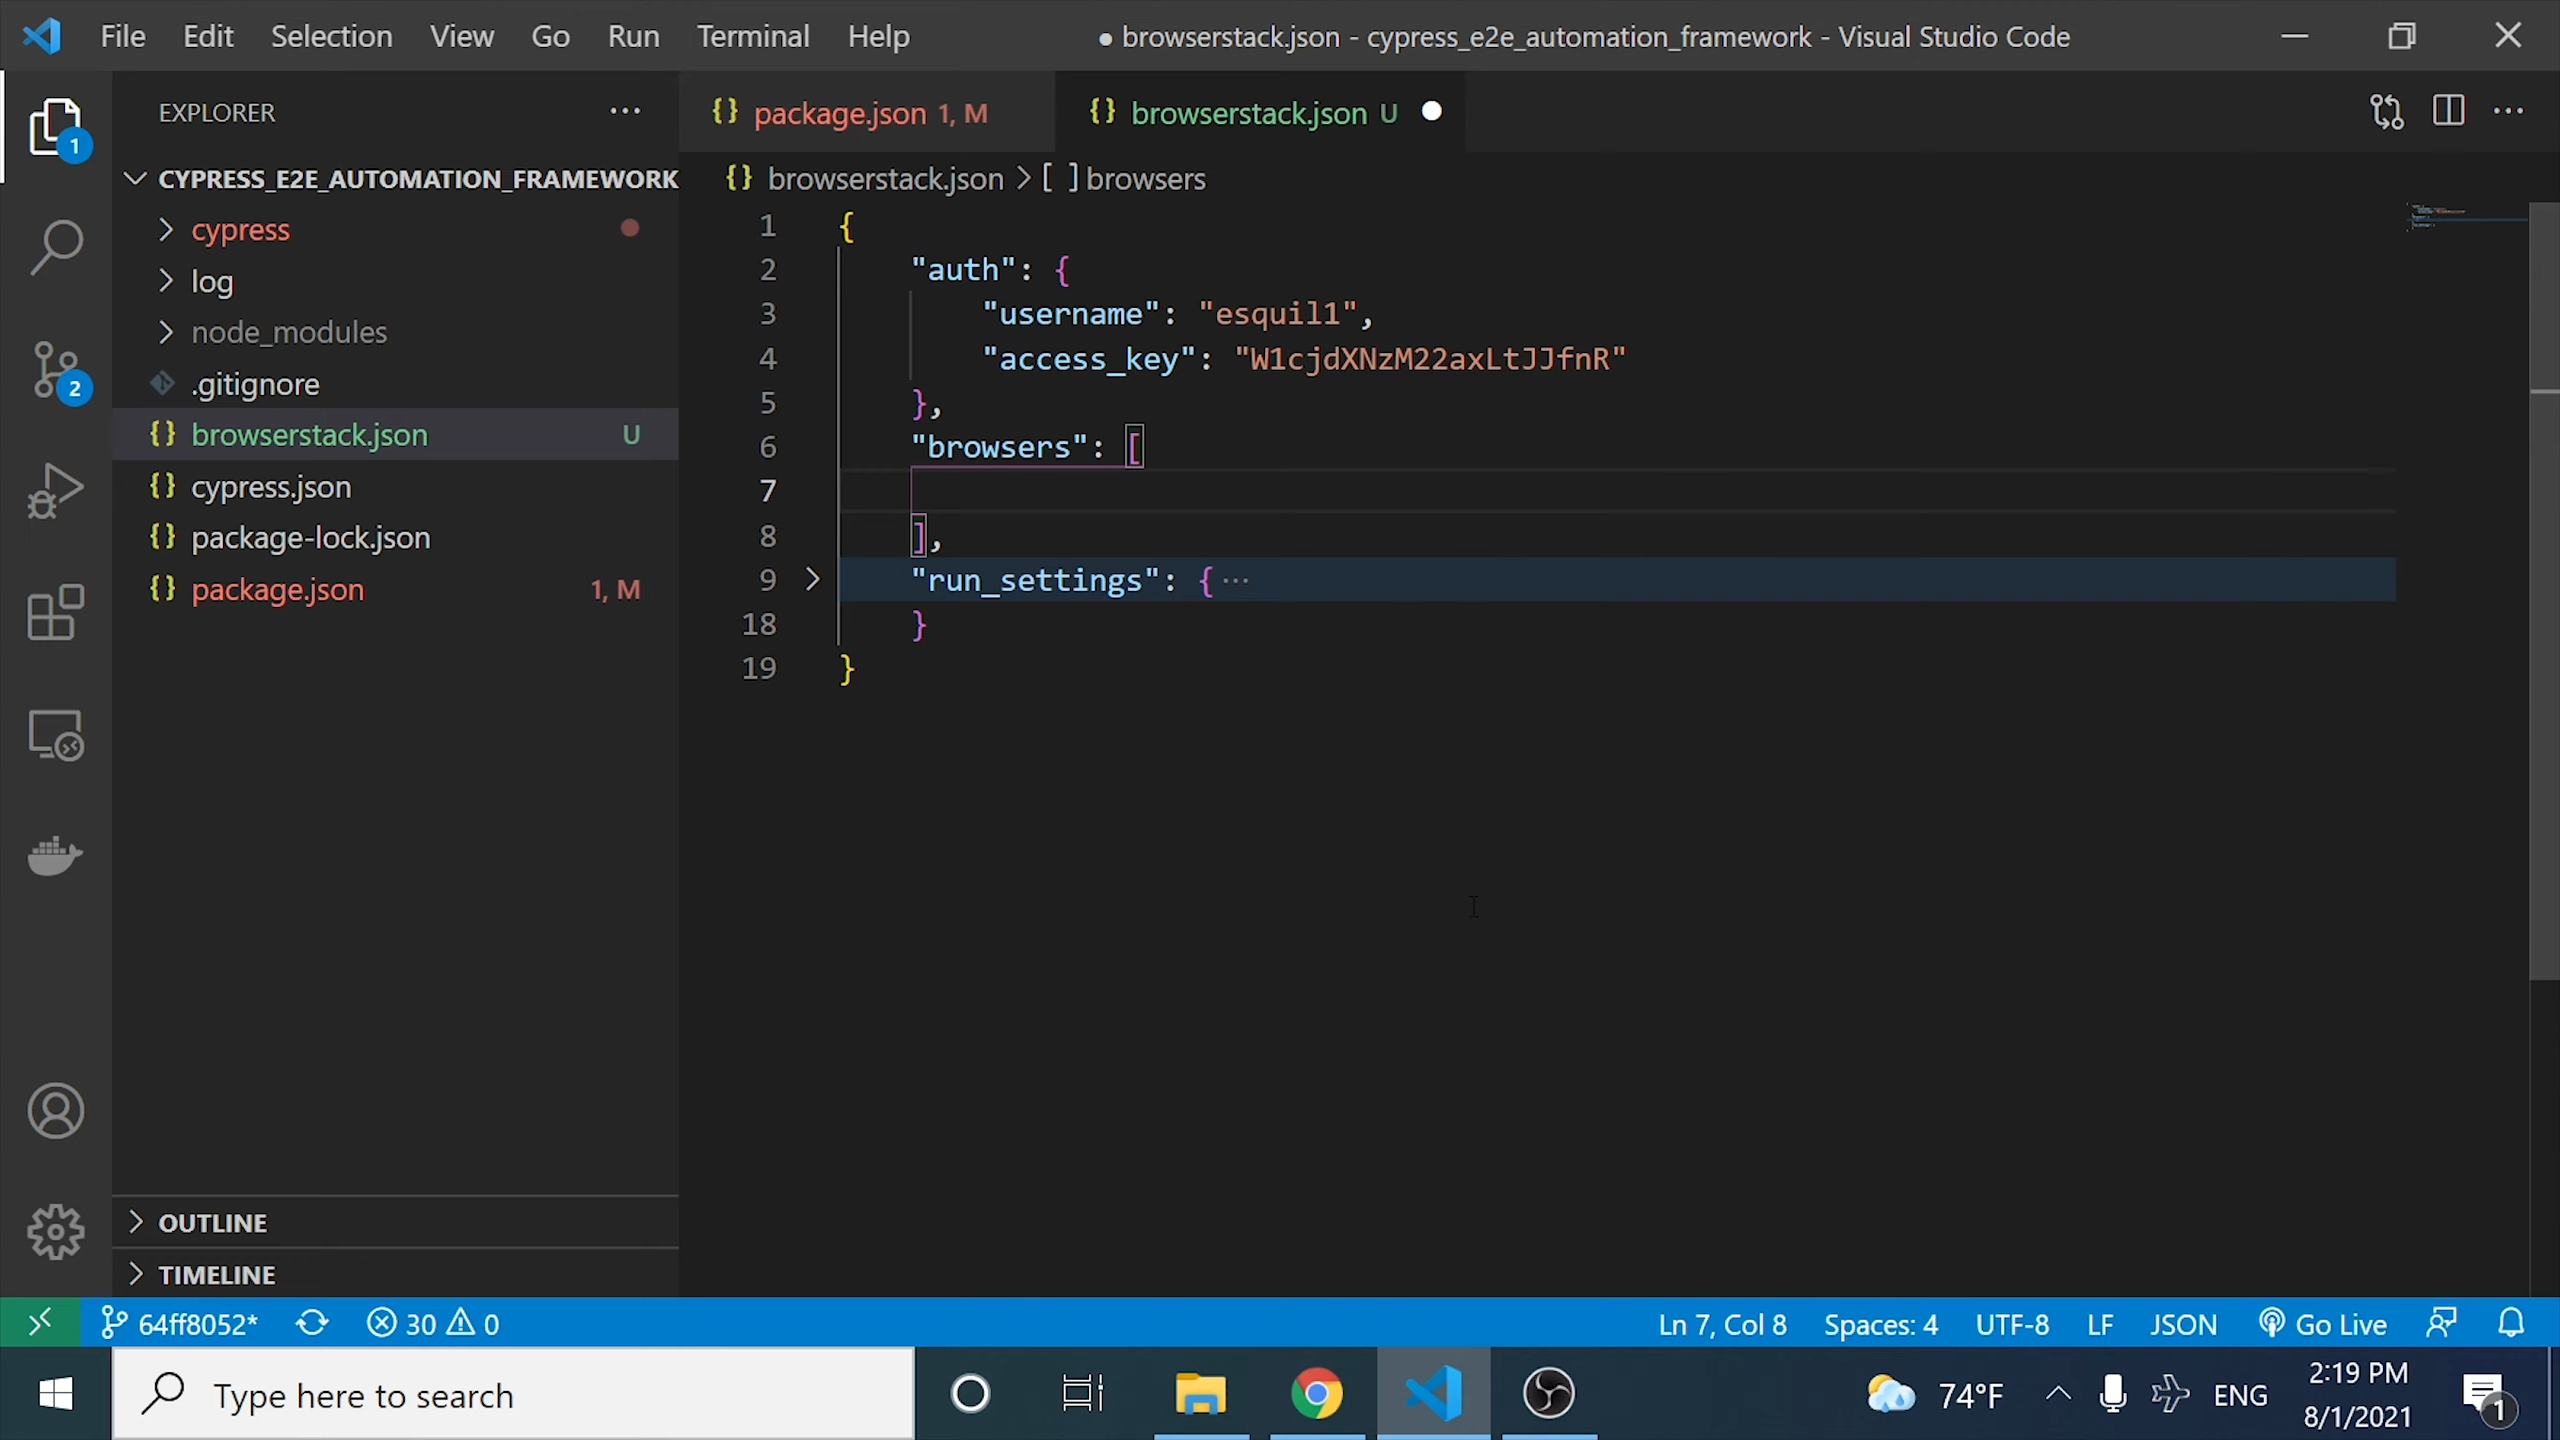 File Edit Selection View Go Run Terminal Help
● browserstack.json - cypress_e2e_automation_framework - Visual Studio Code
EXPLORER
CYPRESS_E2E_AUTOMATION_FRAMEWORK
cypress
log
node_modules
.gitignore
browserstack.json U
cypress.json
package-lock.json
package.json 1, M
OUTLINE
TIMELINE
1
2
package.json 1, M
browserstack.json U
browserstack.json > [ ] browsers
1 {
2 "auth": {
3 "username": "esquil1",
4 "access_key": "W1cjdXNzM22axLtJJfnR"
5 },
6 "browsers": [
7
8 ],
9 "run_settings": { ...
18 }
19 }
64ff8052* 30 0
Ln 7, Col 8 Spaces: 4 UTF-8 LF JSON Go Live
Type here to search
74°F ENG 2:19 PM
8/1/2021
1